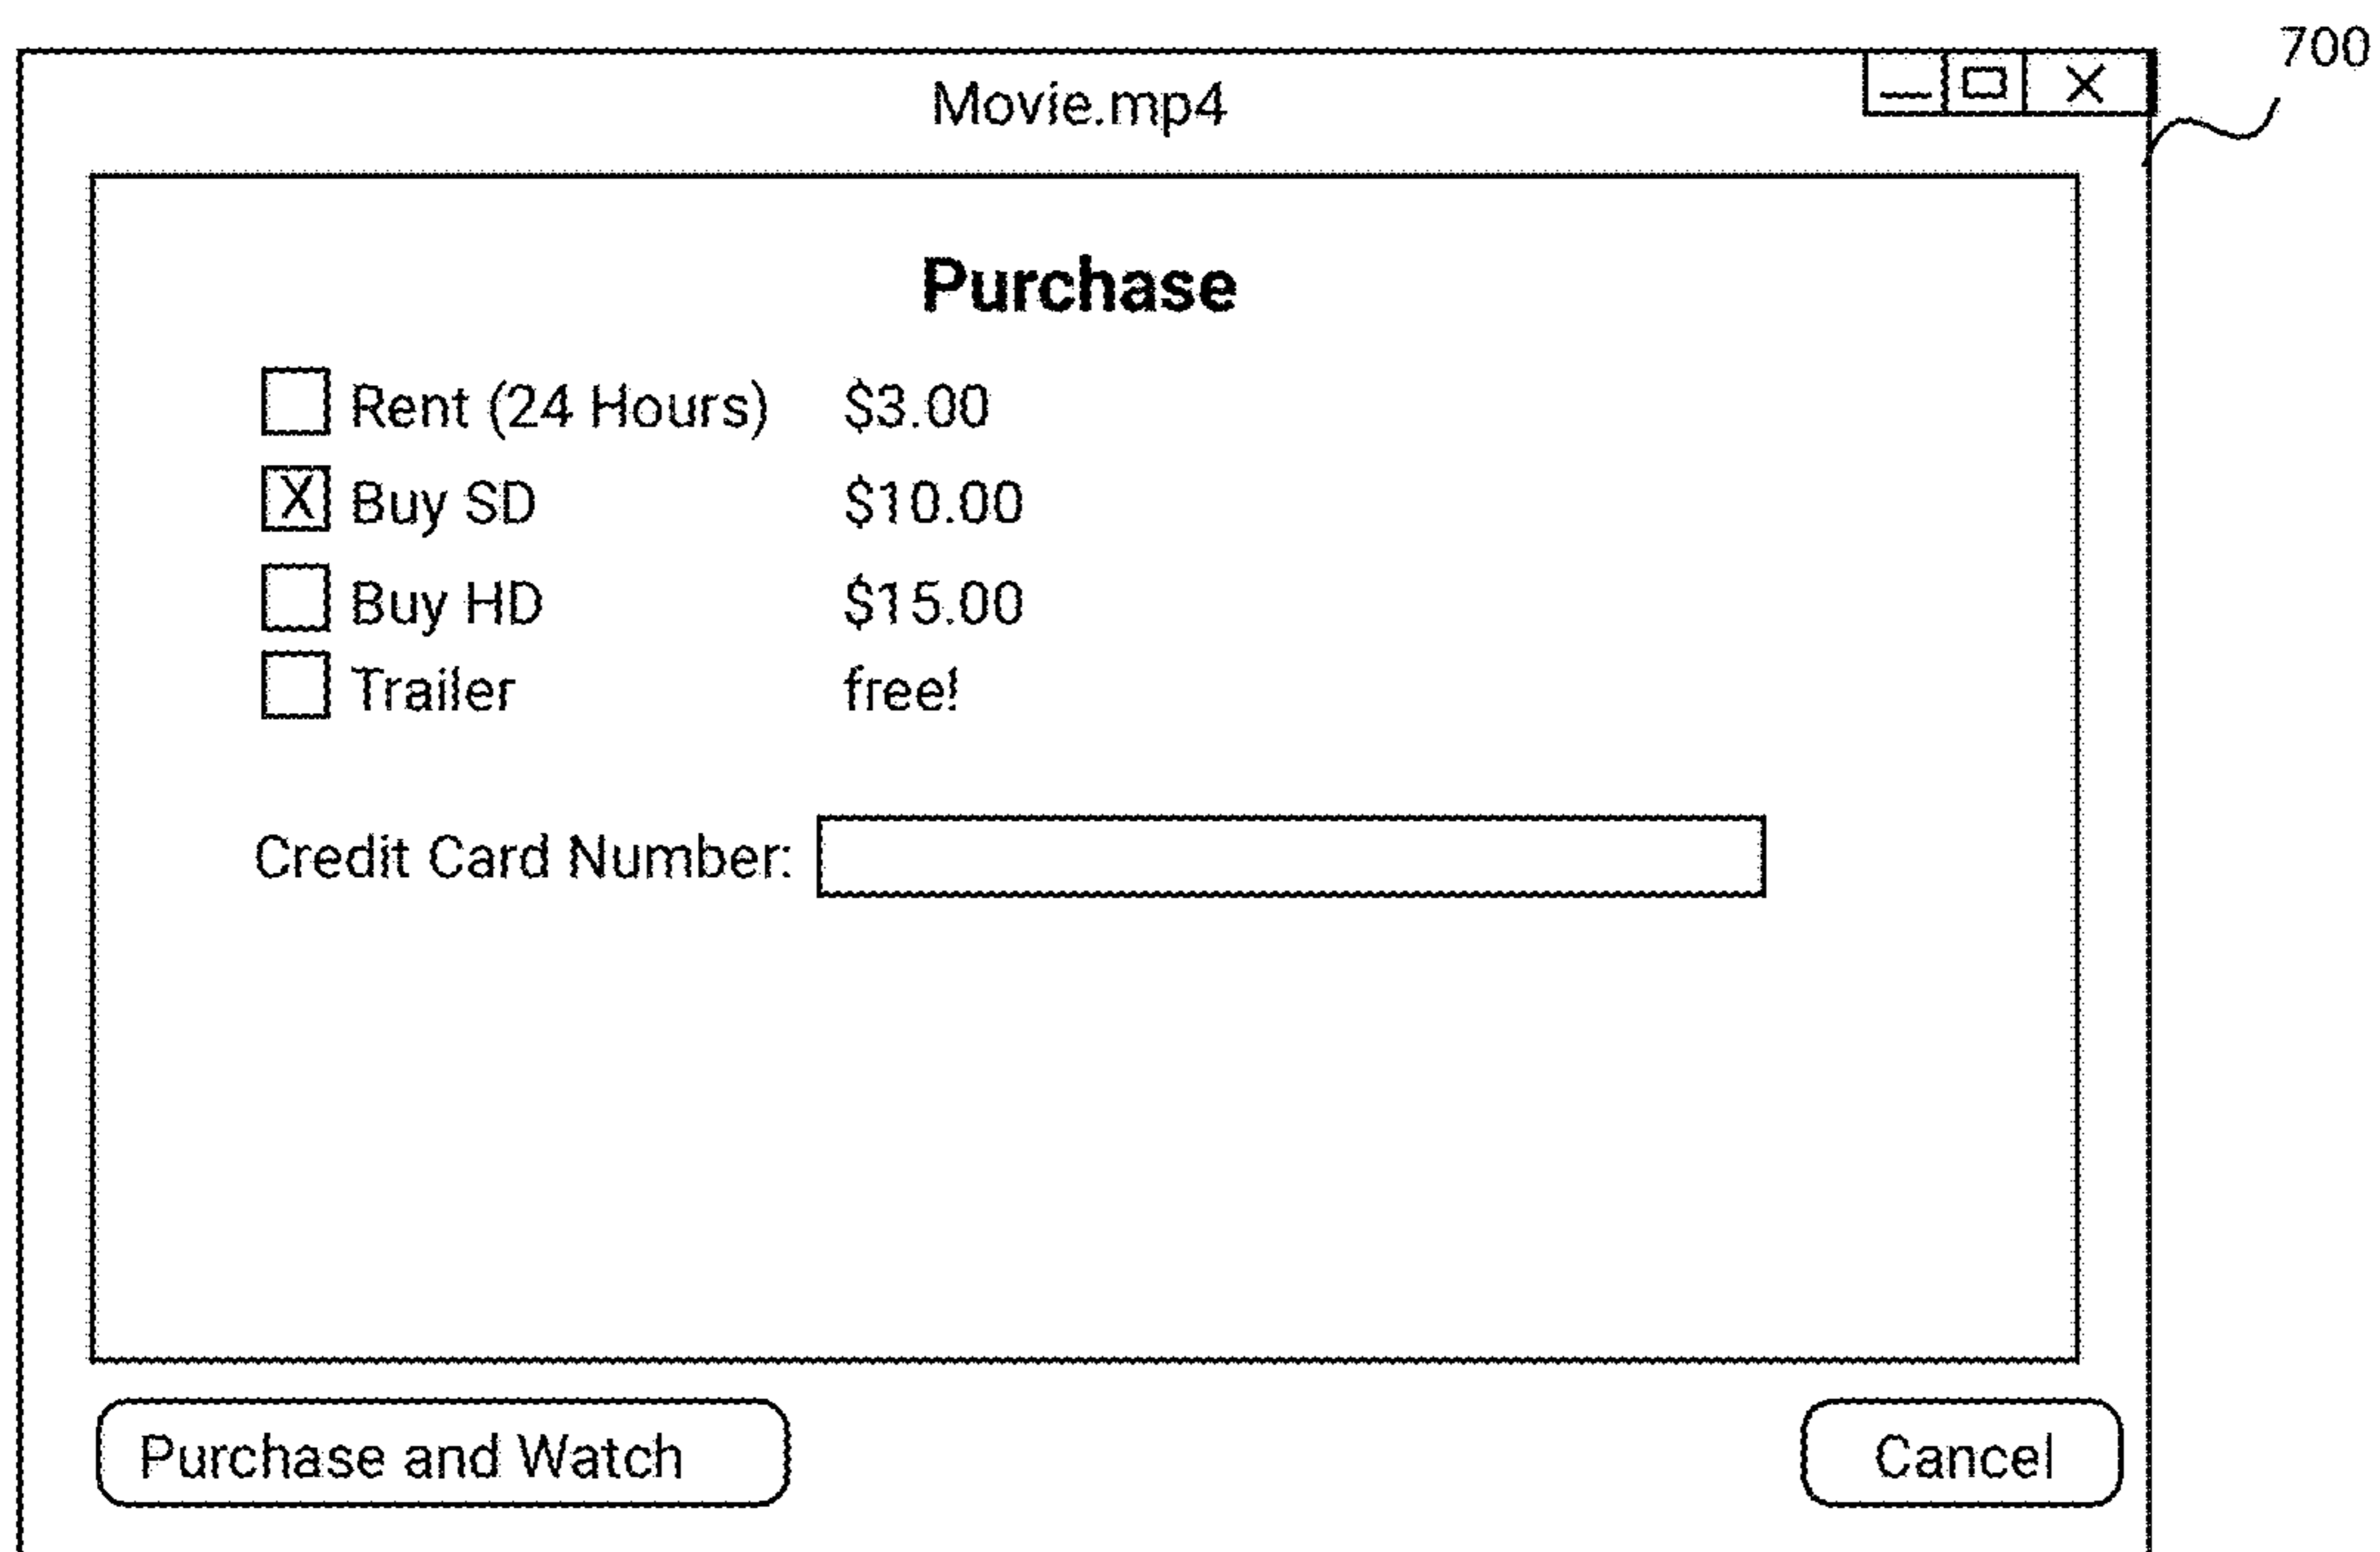 700
Movie.mp4
Purchase
Rent (24 Hours) $3.00
X Buy SD $10.00
Buy HD $15.00
Trailer free!
Credit Card Number:
Purchase and Watch Cancel